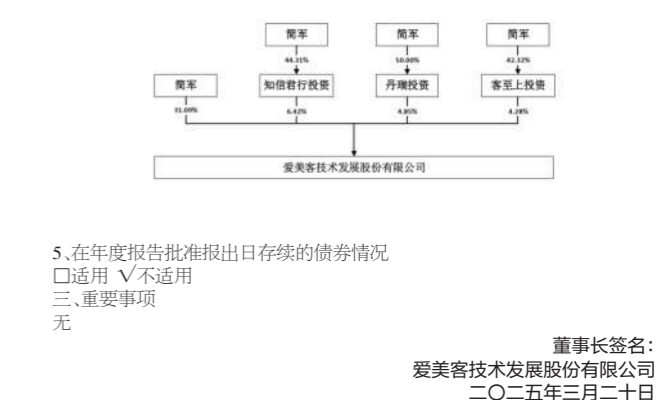 简军 简军 简军
44.31% 50.00% 42.32%
简军 知信君行投资 丹瑞投资 客至上投资
31.00% 6.42% 4.85% 4.28%
爱美客技术发展股份有限公司
5、在年度报告批准报出日存续的债券情况
□适用 √不适用
三、重要事项
无
董事长签名：
爱美客技术发展股份有限公司
二〇二五年三月二十日